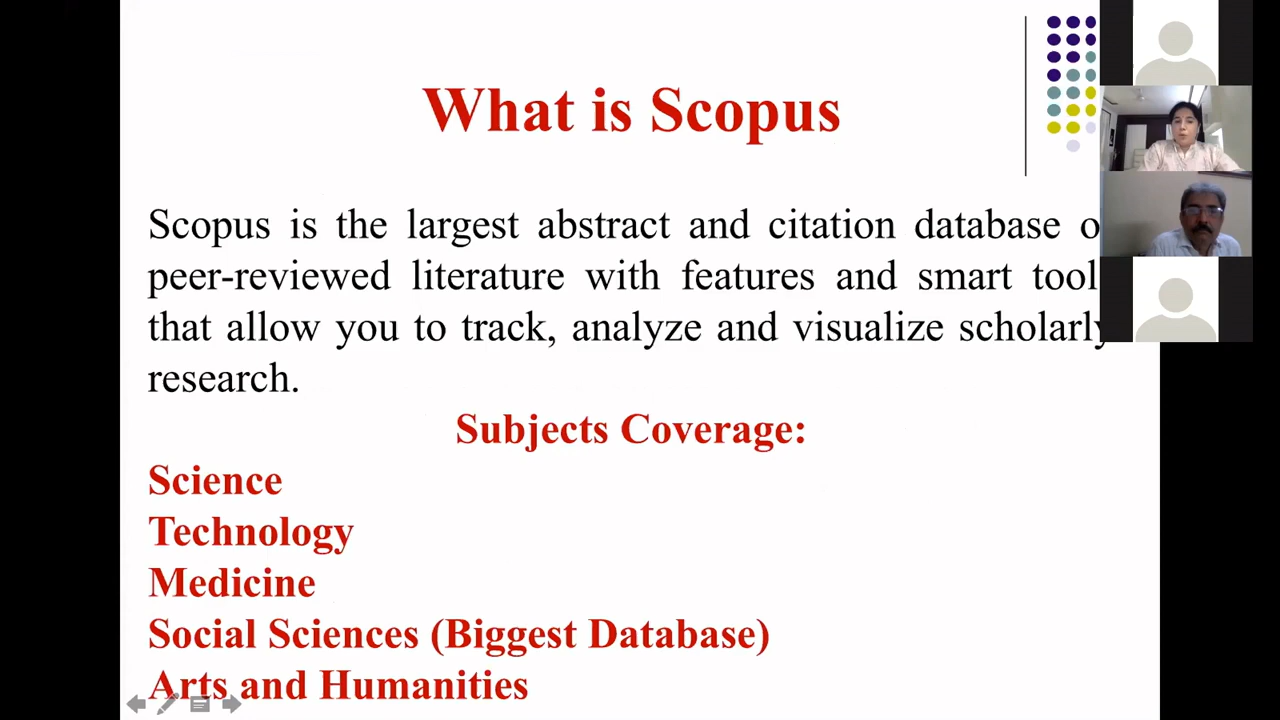 What is Scopus
Scopus is the largest abstract and citation database o
peer-reviewed literature with features and smart tool
that allow you to track, analyze and visualize scholarly
research.
Subjects Coverage:
Science
Technology
Medicine
Social Sciences (Biggest Database)
Arts and Humanities